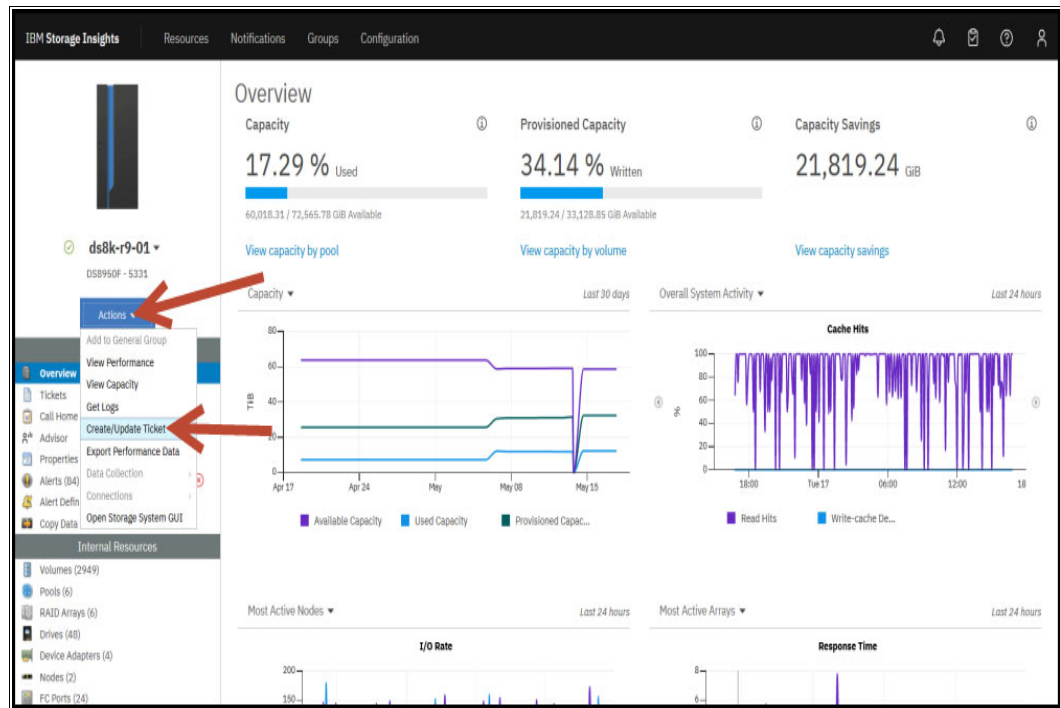 IBM Storage Insights Resources Notifications Groups Configuration
ds8k-r9-01
DS8950F - 5331
Actions
Add to General Group
View Performance
View Capacity
Get Logs
Create/Update Ticket
Export Performance Data
Data Collection
Connections
Open Storage System GUI
Overview
Tickets
Call Home
Advisor
Properties
Alerts (84)
Alert Defin
Copy Data
Internal Resources
Volumes (2949)
Pools (6)
RAID Arrays (6)
Drives (48)
Device Adapters (4)
Nodes (2)
FC Ports (24)
Overview
Capacity
17.29 % Used
60,018.31 / 72,565.78 GiB Available
View capacity by pool
Provisioned Capacity
34.14 % Written
21,819.24 / 33,128.85 GiB Available
View capacity by volume
Capacity Savings
21,819.24 GiB
View capacity savings
Capacity Last 30 days
80
60
40
20
0
TiB
Apr 17 Apr 24 May May 08 May 15
Available Capacity Used Capacity Provisioned Capac...
Overall System Activity Last 24 hours
Cache Hits
100
80
60
40
20
0
%
18:00 Tue 17 06:00 12:00 18
Read Hits Write-cache De...
Most Active Nodes Last 24 hours
I/O Rate
200
150
Most Active Arrays Last 24 hours
Response Time
8
6